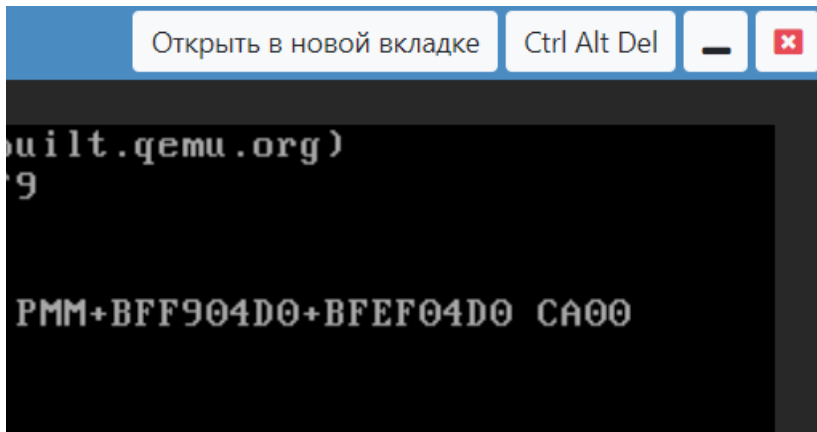 Открыть в новой вкладке Ctrl Alt Del
uilt.qemu.org)
9
PMM+BFF904D0+BFEF04D0 CA00